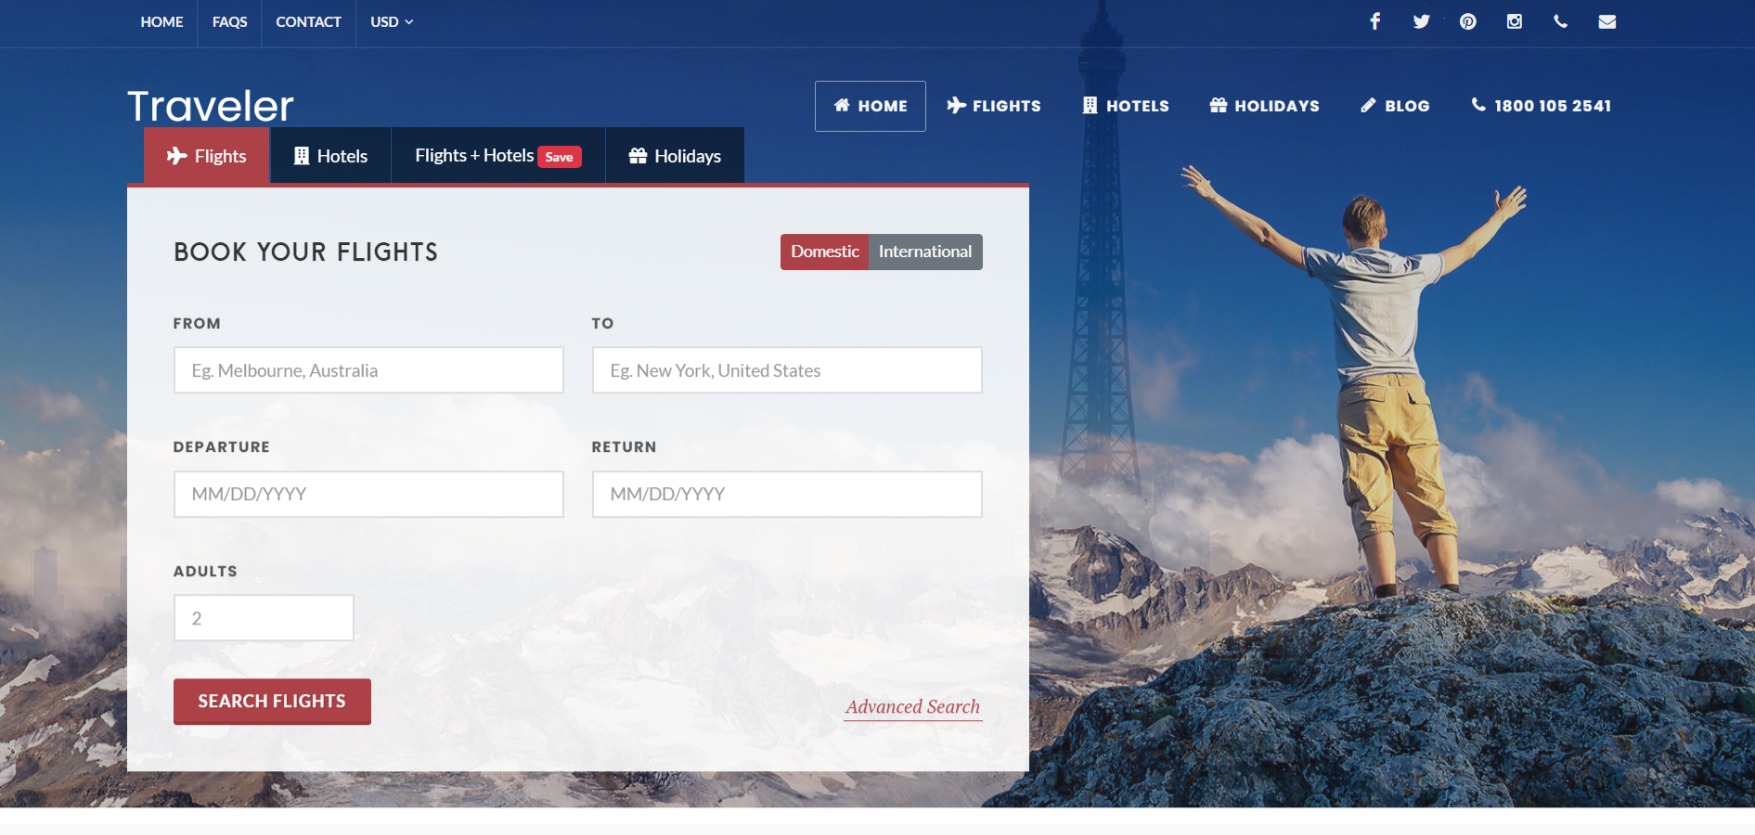 HOME FAQS CONTACT USD
Traveler
HOME FLIGHTS HOTELS HOLIDAYS BLOG 1800 105 2541
Flights Hotels Flights + Hotels Save Holidays
BOOK YOUR FLIGHTS
Domestic International
FROM TO
Eg. Melbourne, Australia Eg. New York, United States
DEPARTURE RETURN
MM/DD/YYYY MM/DD/YYYY
ADULTS
2
SEARCH FLIGHTS
Advanced Search